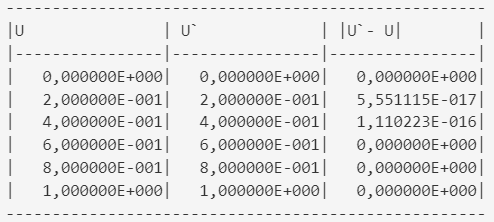 ------------------------------------------------
|U              | U`            | |U`- U|       |
|---------------|---------------|---------------|
|   0,000000E+000|   0,000000E+000|   0,000000E+000|
|   2,000000E-001|   2,000000E-001|   5,551115E-017|
|   4,000000E-001|   4,000000E-001|   1,110223E-016|
|   6,000000E-001|   6,000000E-001|   0,000000E+000|
|   8,000000E-001|   8,000000E-001|   0,000000E+000|
|   1,000000E+000|   1,000000E+000|   0,000000E+000|
------------------------------------------------